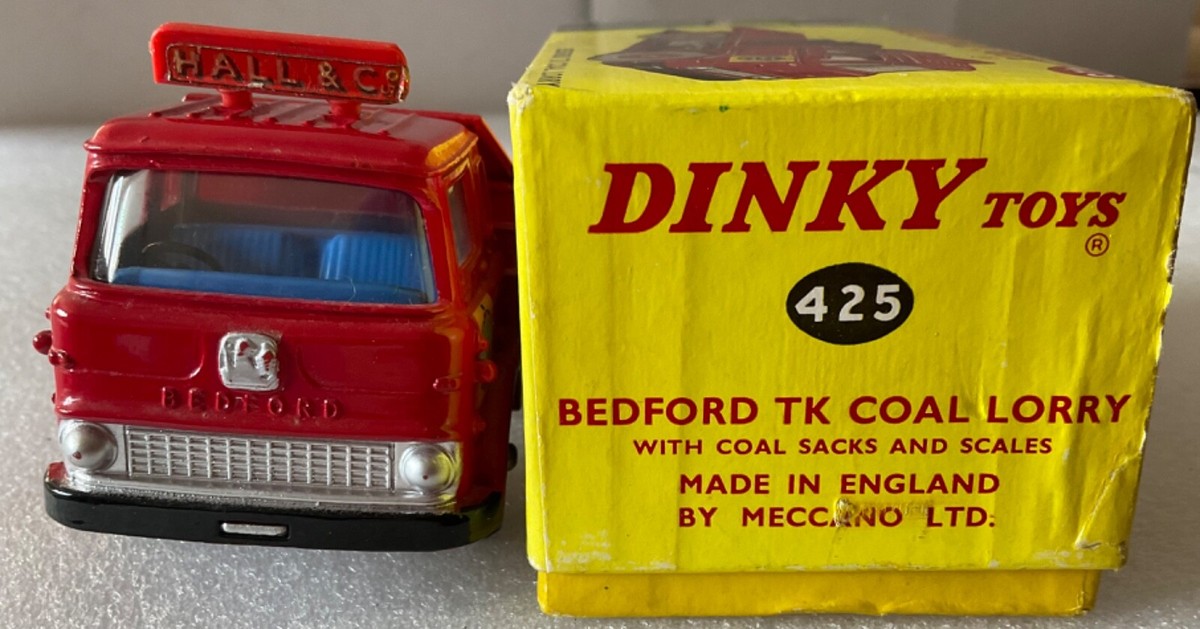 HALL & Cº
BEDFORD
DINKY TOYS
®
425
BEDFORD TK COAL LORRY
WITH COAL SACKS AND SCALES
MADE IN ENGLAND
BY MECCANO LTD.